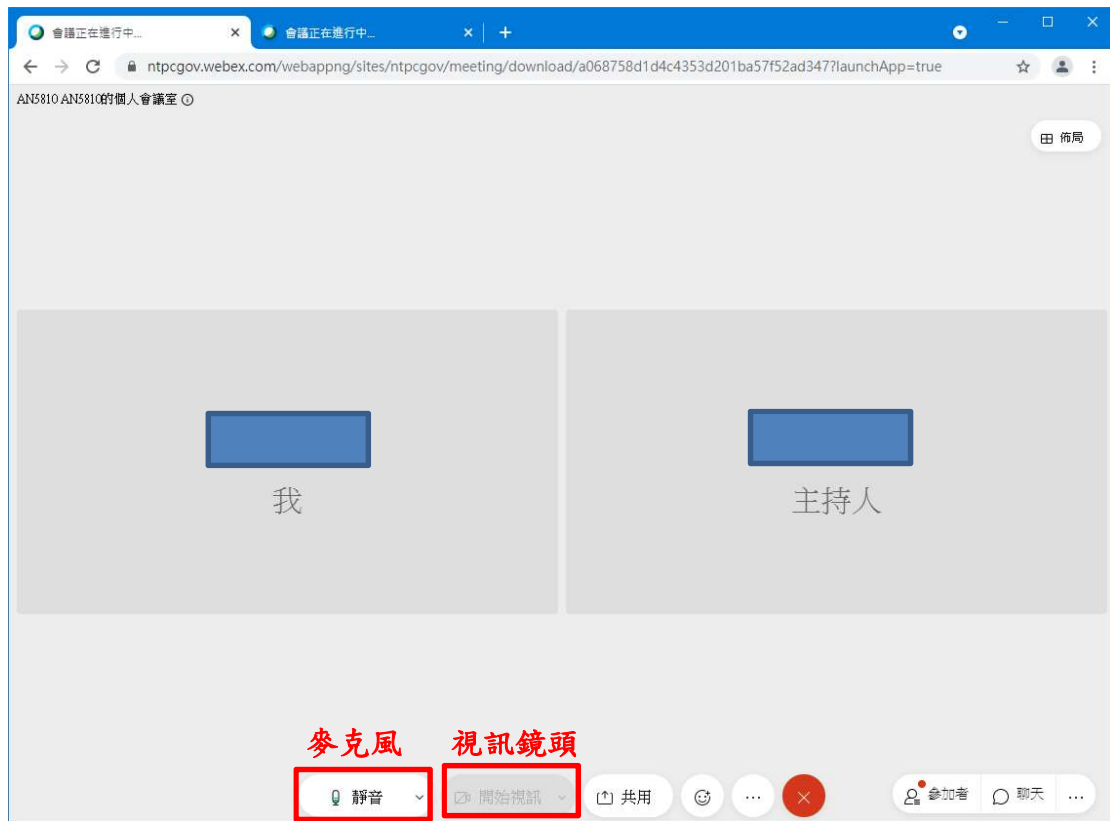 會議正在進行中...
會議正在進行中...
ntpcgov.webex.com/webappng/sites/ntpcgov/meeting/download/a068758d1d4c4353d201ba57f52ad347?launchApp=true
AN5810 AN5810的個人會議室
佈局
我
主持人
麥克風 視訊鏡頭
靜音 開始視訊 共用 ... 參加者 聊天 ...